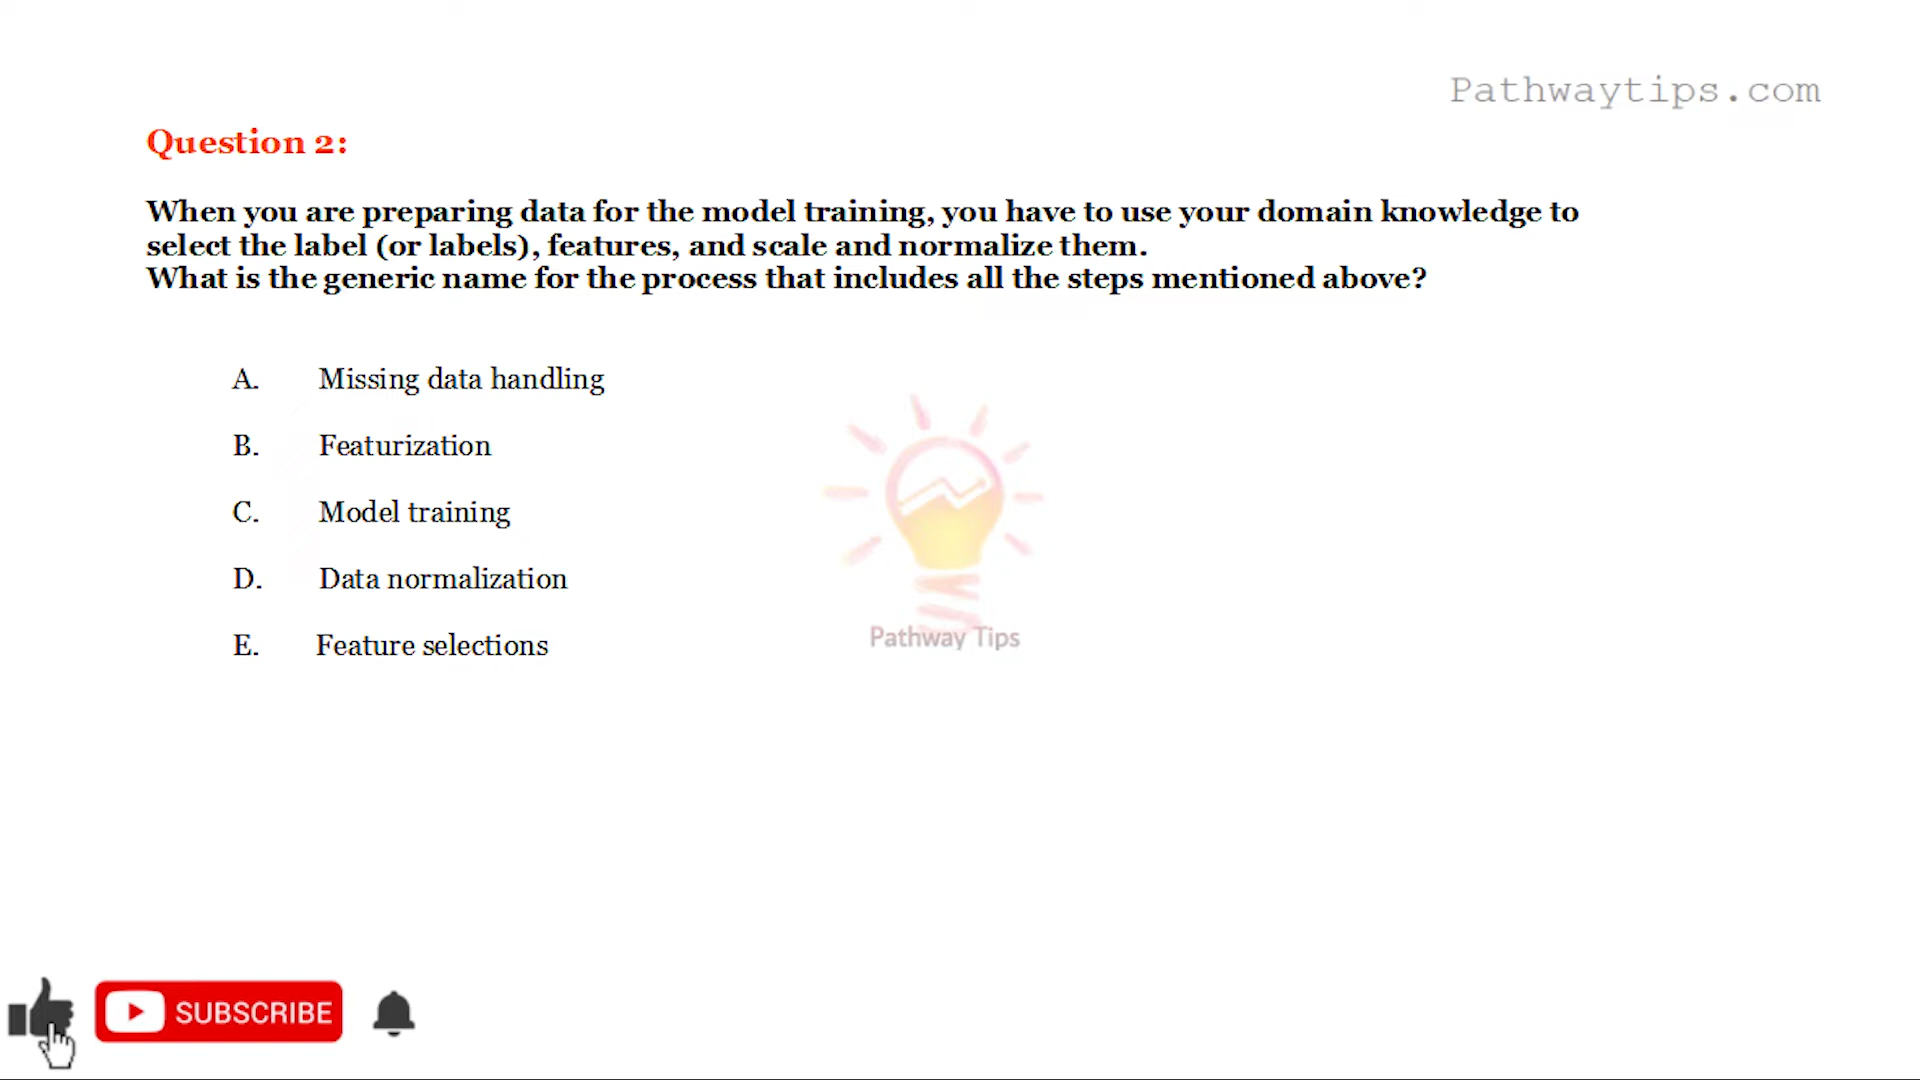 Pathwaytips.com
Question 2:
When you are preparing data for the model training, you have to use your domain knowledge to
select the label (or labels), features, and scale and normalize them.
What is the generic name for the process that includes all the steps mentioned above?
A. Missing data handling
B. Featurization
C. Model training
D. Data normalization
E. Feature selections
Pathway Tips
SUBSCRIBE